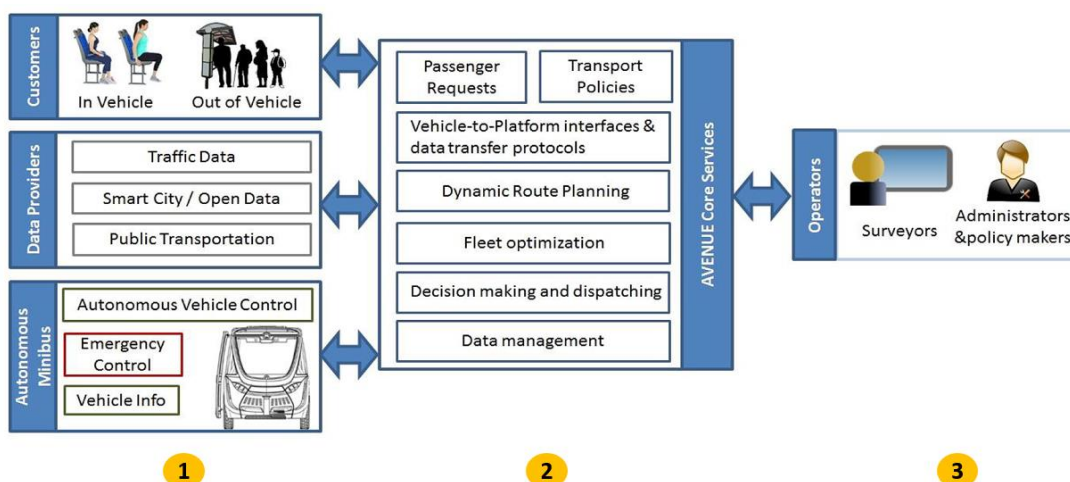 Customers
In Vehicle
Out of Vehicle
Data Providers
Traffic Data
Smart City / Open Data
Public Transportation
Autonomous
Minibus
Autonomous Vehicle Control
Emergency
Control
Vehicle Info
Passenger
Requests
Transport
Policies
Vehicle-to-Platform interfaces &
data transfer protocols
Dynamic Route Planning
Fleet optimization
Decision making and dispatching
Data management
AVENUE Core Services
Operators
Surveyors
Administrators
&policy makers
1
2
3